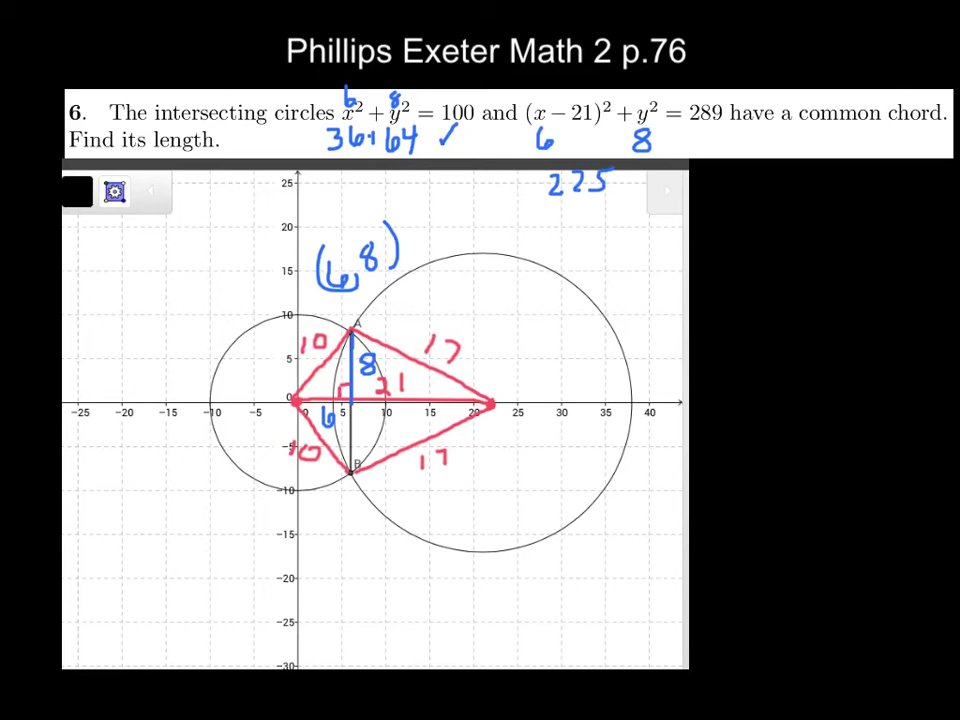 Phillips Exeter Math 2 p.76
6 8
6. The intersecting circles x² + y² = 100 and (x − 21)² + y² = 289 have a common chord.
Find its length.
36+64 ✓ 6 8
225
25
20
(6,8)
15
10 A
10 17
5 8
21
0
-25 -20 -15 -10 -5 0 5 10 15 20 25 30 35 40
6
-5
10 17
B
-10
-15
-20
-25
-30